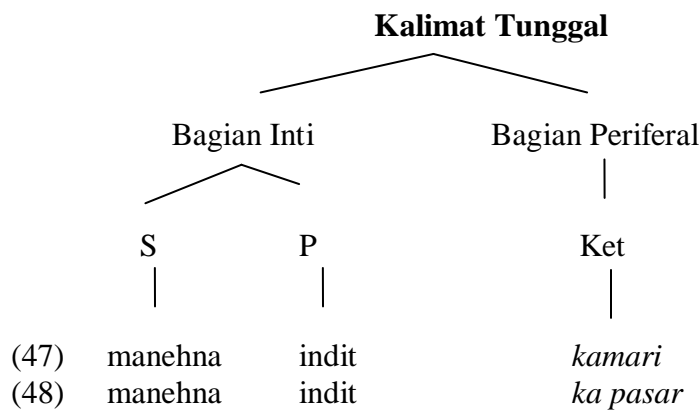 Kalimat Tunggal
Bagian Inti Bagian Periferal
S P Ket
(47) manehna indit kamari
(48) manehna indit ka pasar